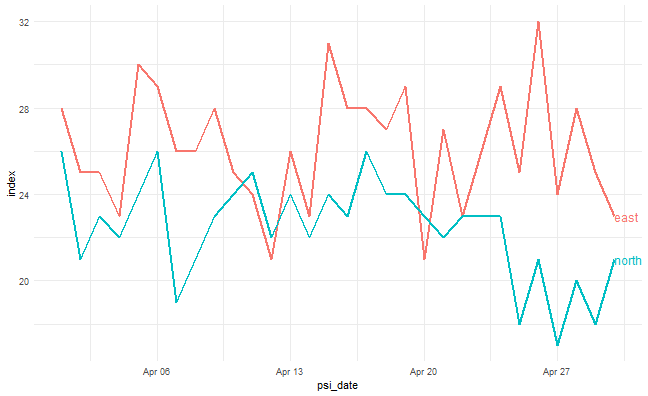 32
28
24
20
index
east
north
Apr 06
Apr 13
Apr 20
Apr 27
psi_date